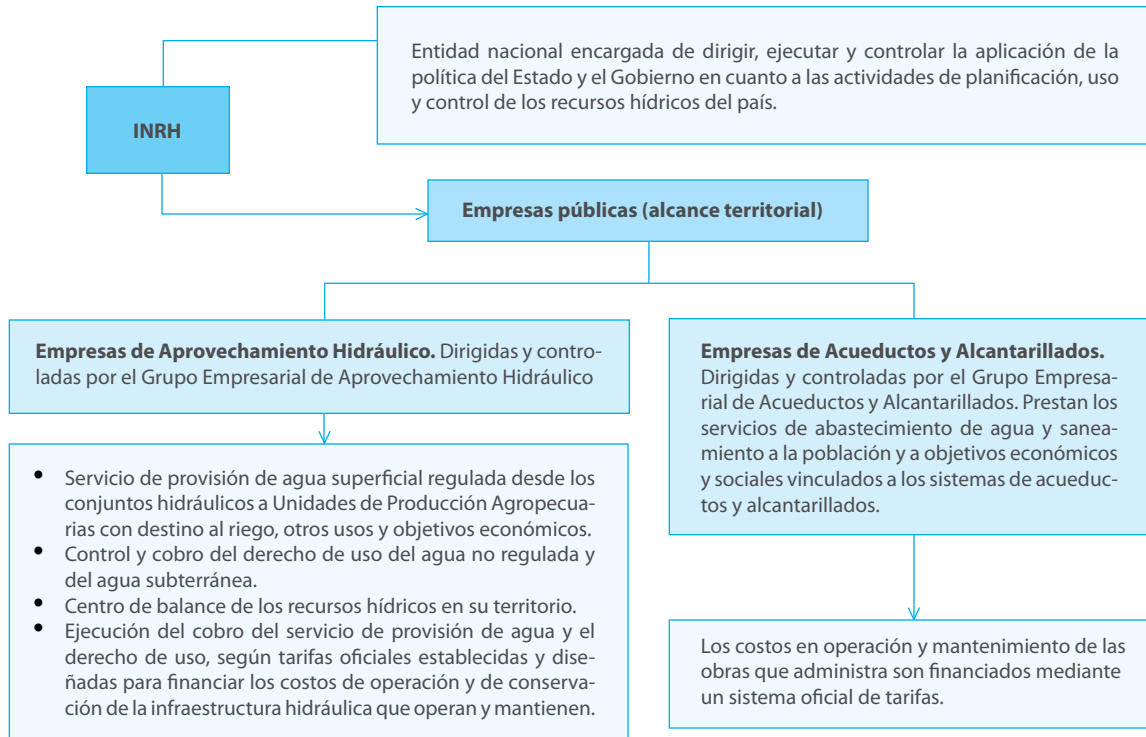 Entidad nacional encargada de dirigir, ejecutar y controlar la aplicación de la
política del Estado y el Gobierno en cuanto a las actividades de planificación, uso
y control de los recursos hídricos del país.
INRH
Empresas públicas (alcance territorial)
Empresas de Aprovechamiento Hidráulico. Dirigidas y contro-
ladas por el Grupo Empresarial de Aprovechamiento Hidráulico
• Servicio de provisión de agua superficial regulada desde los
conjuntos hidráulicos a Unidades de Producción Agropecua-
rias con destino al riego, otros usos y objetivos económicos.
• Control y cobro del derecho de uso del agua no regulada y
del agua subterránea.
• Centro de balance de los recursos hídricos en su territorio.
• Ejecución del cobro del servicio de provisión de agua y el
derecho de uso, según tarifas oficiales establecidas y dise-
ñadas para financiar los costos de operación y de conserva-
ción de la infraestructura hidráulica que operan y mantienen.
Empresas de Acueductos y Alcantarillados.
Dirigidas y controladas por el Grupo Empresa-
rial de Acueductos y Alcantarillados. Prestan los
servicios de abastecimiento de agua y sanea-
miento a la población y a objetivos económicos
y sociales vinculados a los sistemas de acueduc-
tos y alcantarillados.
Los costos en operación y mantenimiento de las
obras que administra son financiados mediante
un sistema oficial de tarifas.